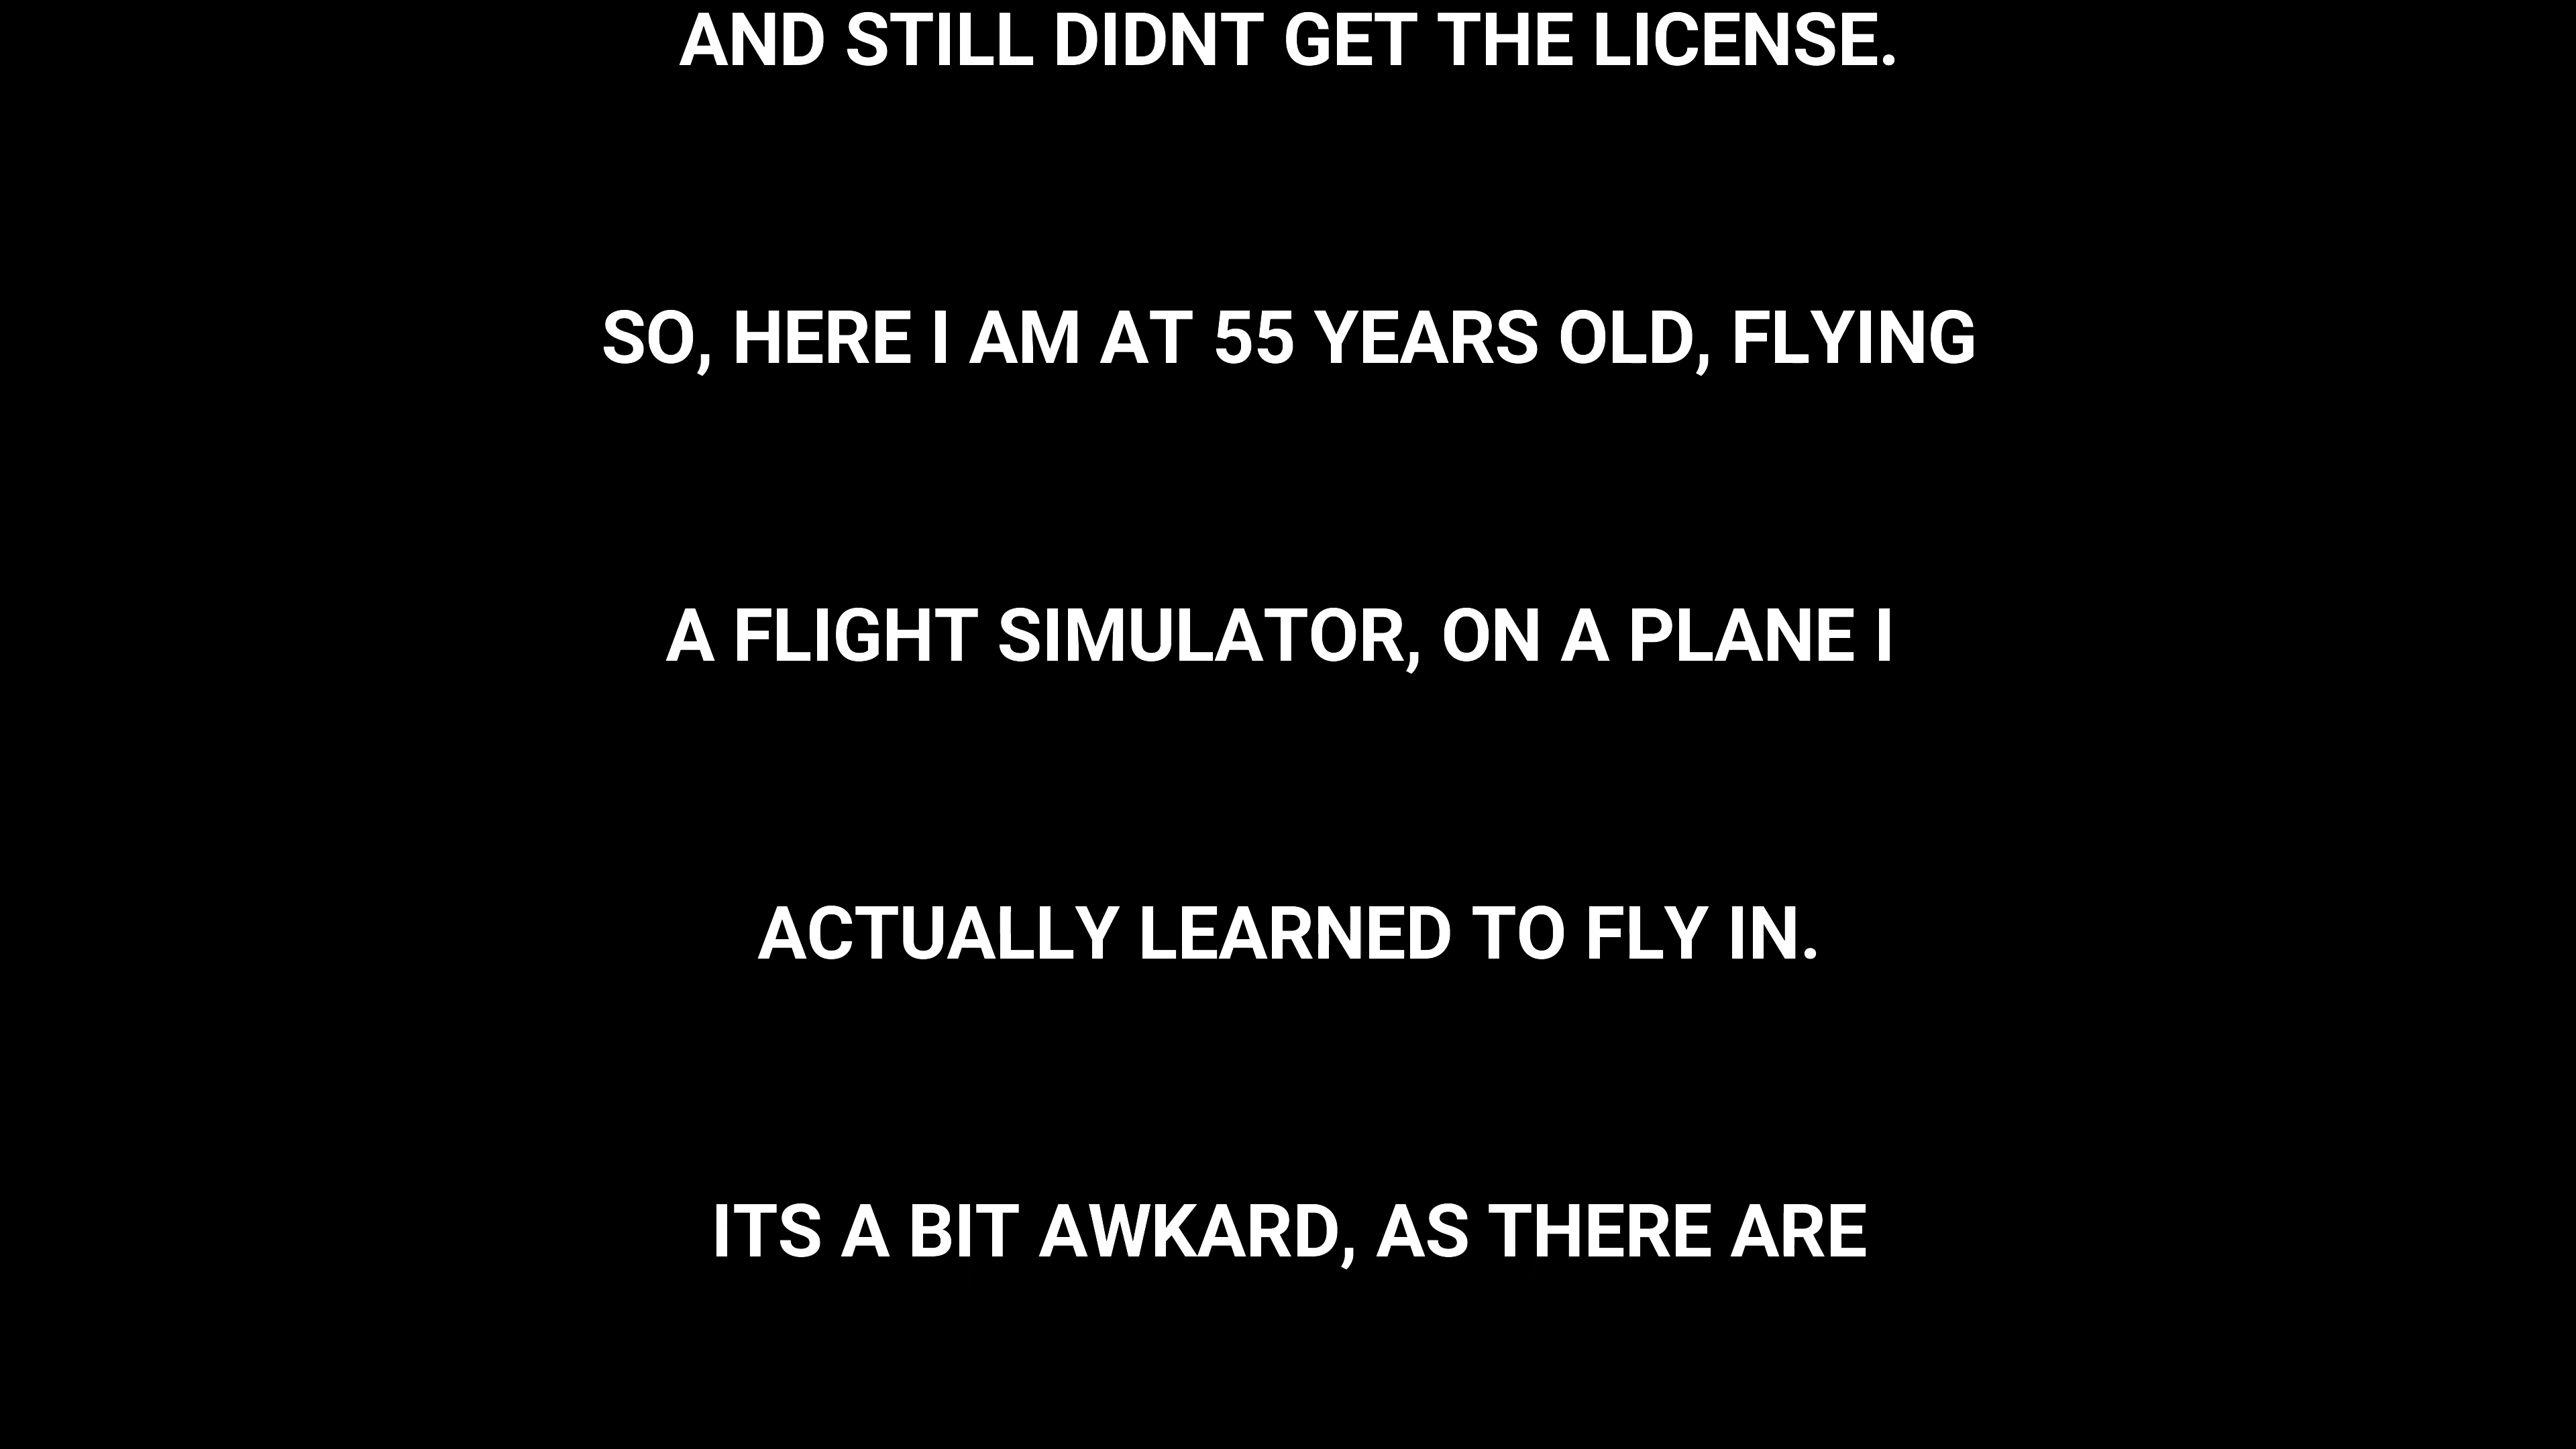 AND STILL DIDNT GET THE LICENSE.
SO, HERE I AM AT 55 YEARS OLD, FLYING
A FLIGHT SIMULATOR, ON A PLANE I
ACTUALLY LEARNED TO FLY IN.
ITS A BIT AWKARD, AS THERE ARE